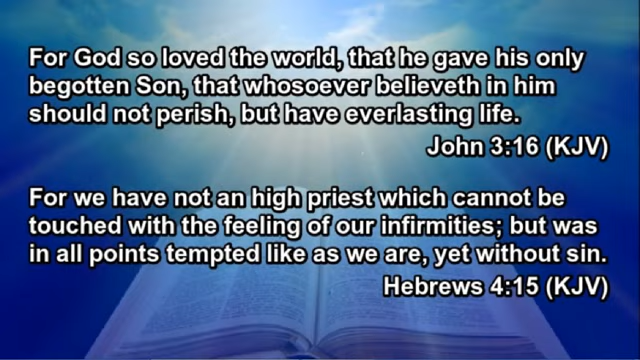 For God so loved the world, that he gave his only
begotten Son, that whosoever believeth in him
should not perish, but have everlasting life.
John 3:16 (KJV)
For we have not an high priest which cannot be
touched with the feeling of our infirmities; but was
in all points tempted like as we are, yet without sin.
Hebrews 4:15 (KJV)